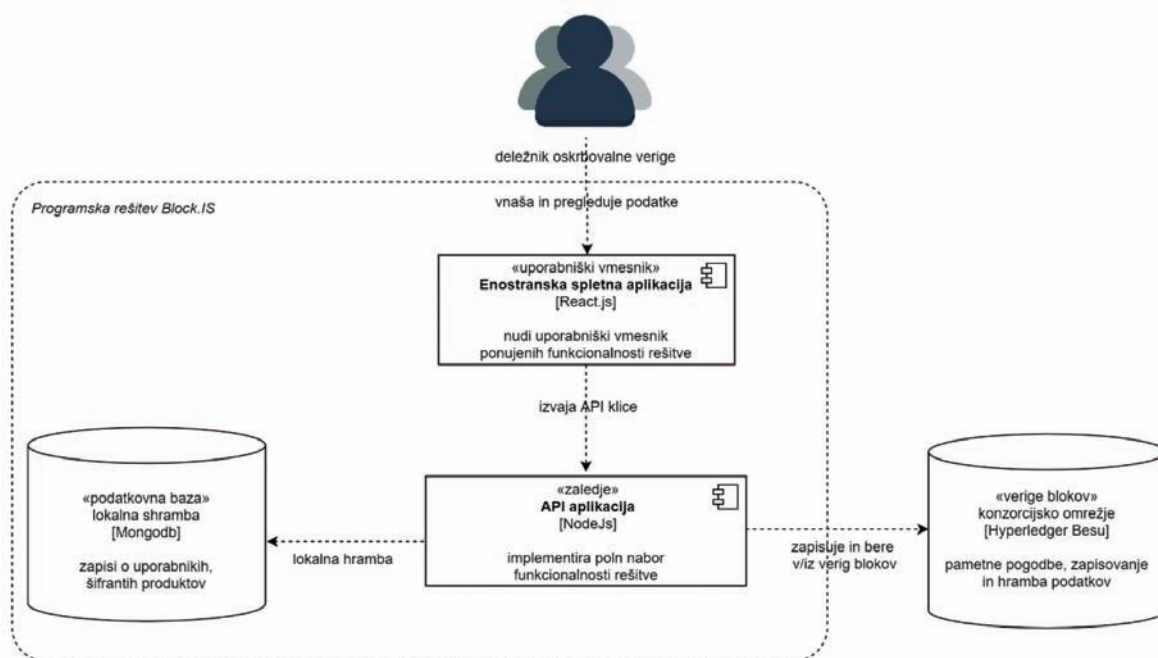 deležnik oskrbovalne verige
Programska rešitev Block.IS
vnaša in pregleduje podatke
«uporabniški vmesnik»
Enostranska spletna aplikacija
[React.js]
nudi uporabniški vmesnik
ponujenih funkcionalnosti rešitve
izvaja API klice
«podatkovna baza»
lokalna shramba
[Mongodb]
zapisi o uporabnikih,
šifrantih produktov
lokalna hramba
«zaledje»
API aplikacija
[NodeJs]
implementira poln nabor
funkcionalnosti rešitve
zapisuje in bere
v/iz verig blokov
«verige blokov»
konzorcijsko omrežje
[Hyperledger Besu]
pametne pogodbe, zapisovanje
in hramba podatkov